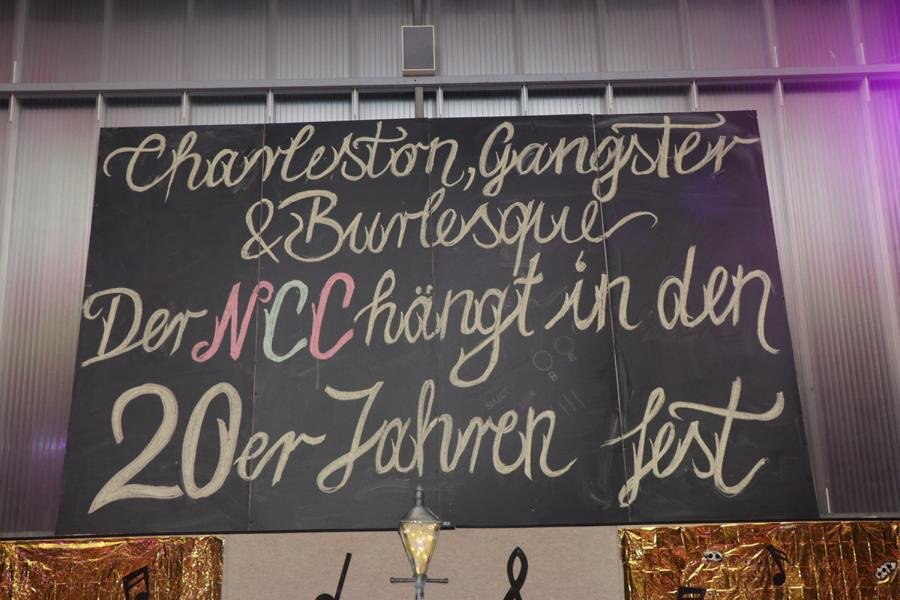 Charleston, Gangster
& Burlesque
Der NCC hängt in den
20er Jahren fest